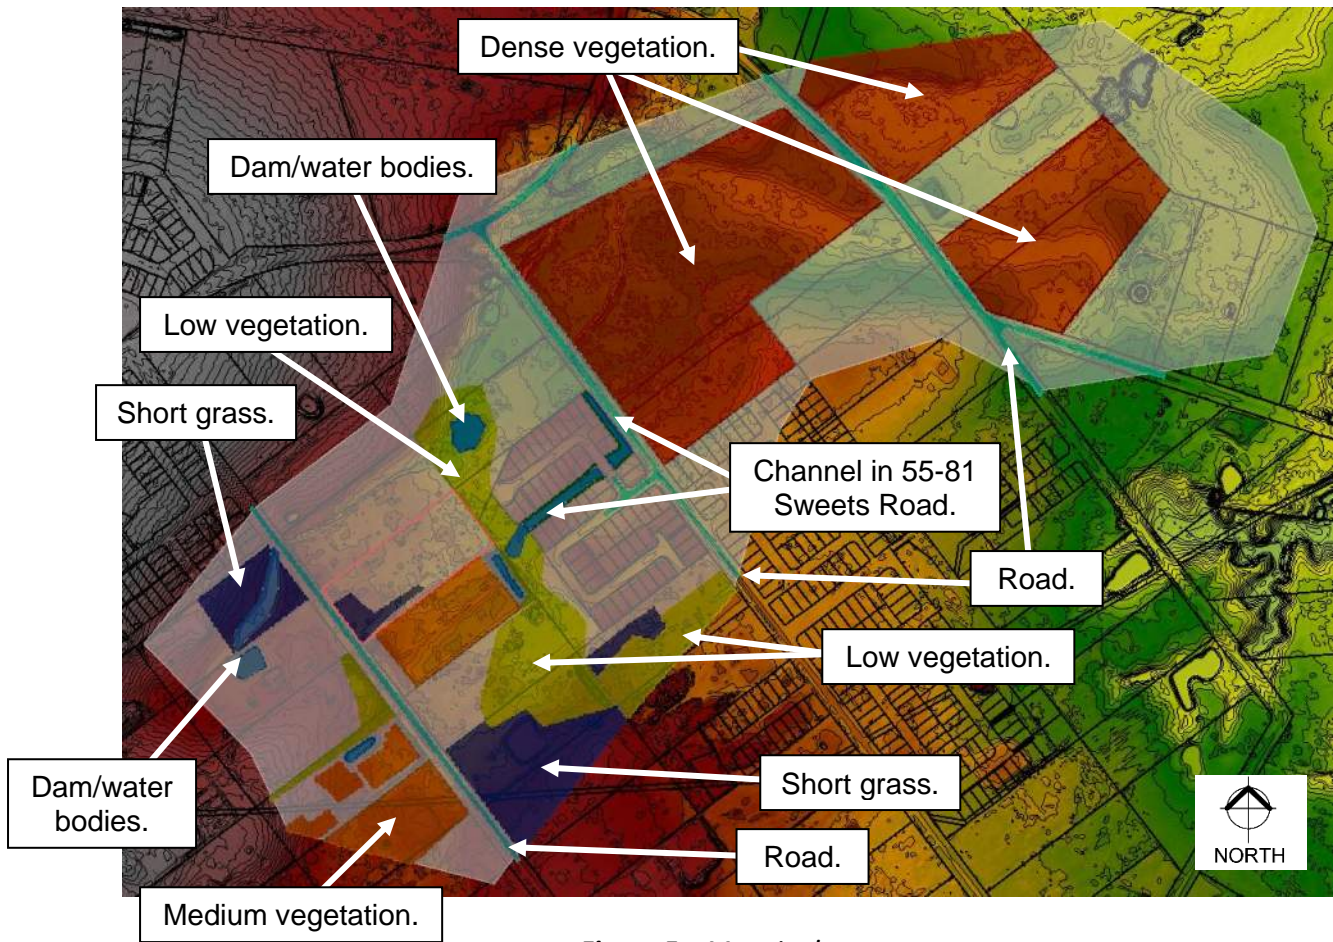 Dense vegetation.
Dam/water bodies.
Low vegetation.
Short grass.
Channel in 55-81
Sweets Road.
Road.
Low vegetation.
Dam/water
bodies.
Short grass.
Road.
Medium vegetation.
NORTH